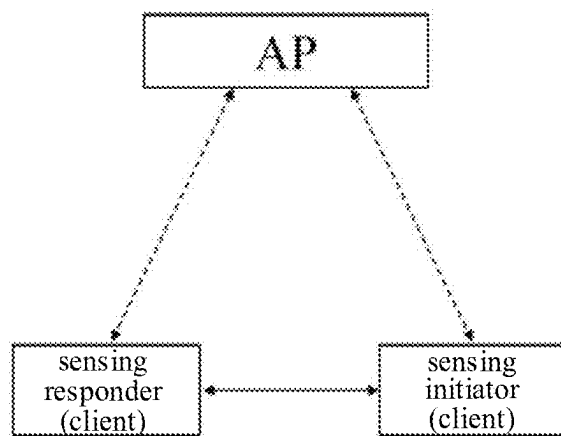 AP
sensing
responder
(client)
sensing
initiator
(client)